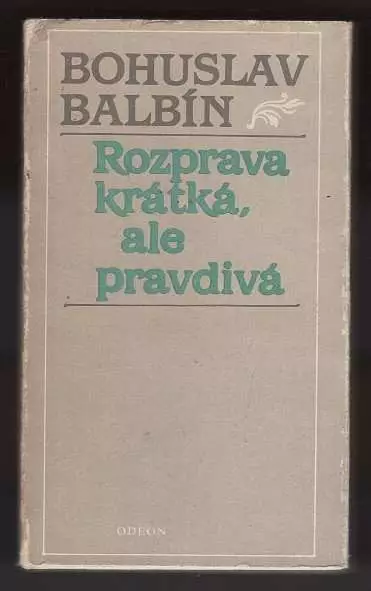 BOHUSLAV
BALBÍN
Rozprava
krátká,
ale
pravdivá
ODEON